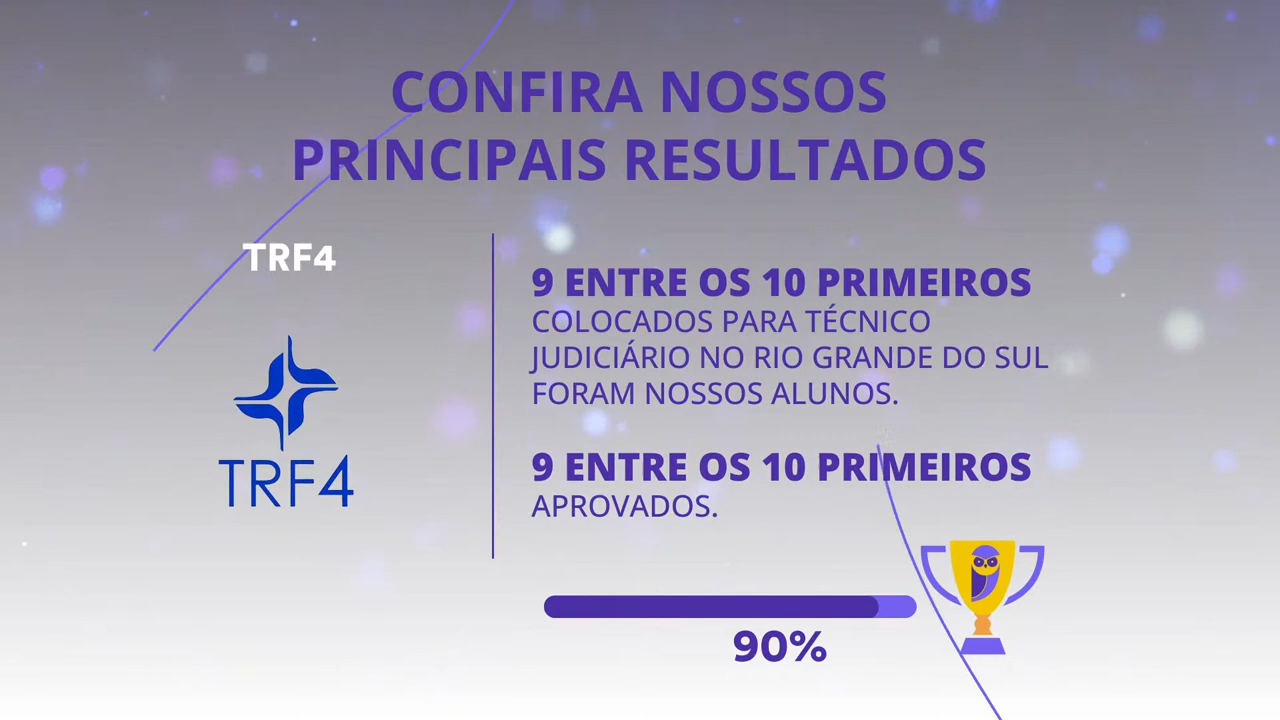 CONFIRA NOSSOS
PRINCIPAIS RESULTADOS
TRF4
TRF4
9 ENTRE OS 10 PRIMEIROS
COLOCADOS PARA TÉCNICO
JUDICIÁRIO NO RIO GRANDE DO SUL
FORAM NOSSOS ALUNOS.
9 ENTRE OS 10 PRIMEIROS
APROVADOS.
90%